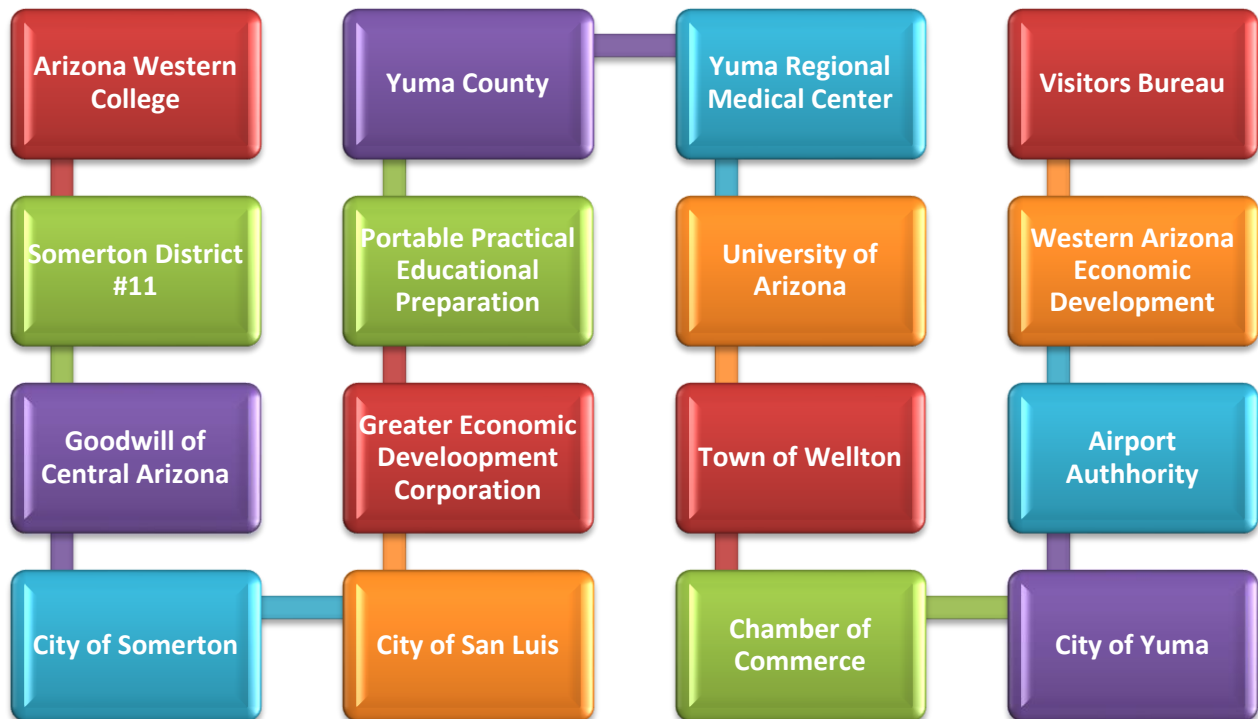 Arizona Western
College
Yuma County
Yuma Regional
Medical Center
Visitors Bureau
Somerton District
#11
Portable Practical
Educational
Preparation
University of
Arizona
Western Arizona
Economic
Development
Goodwill of
Central Arizona
Greater Economic
Develoopment
Corporation
Town of Wellton
Airport
Authhority
City of Somerton
City of San Luis
Chamber of
Commerce
City of Yuma